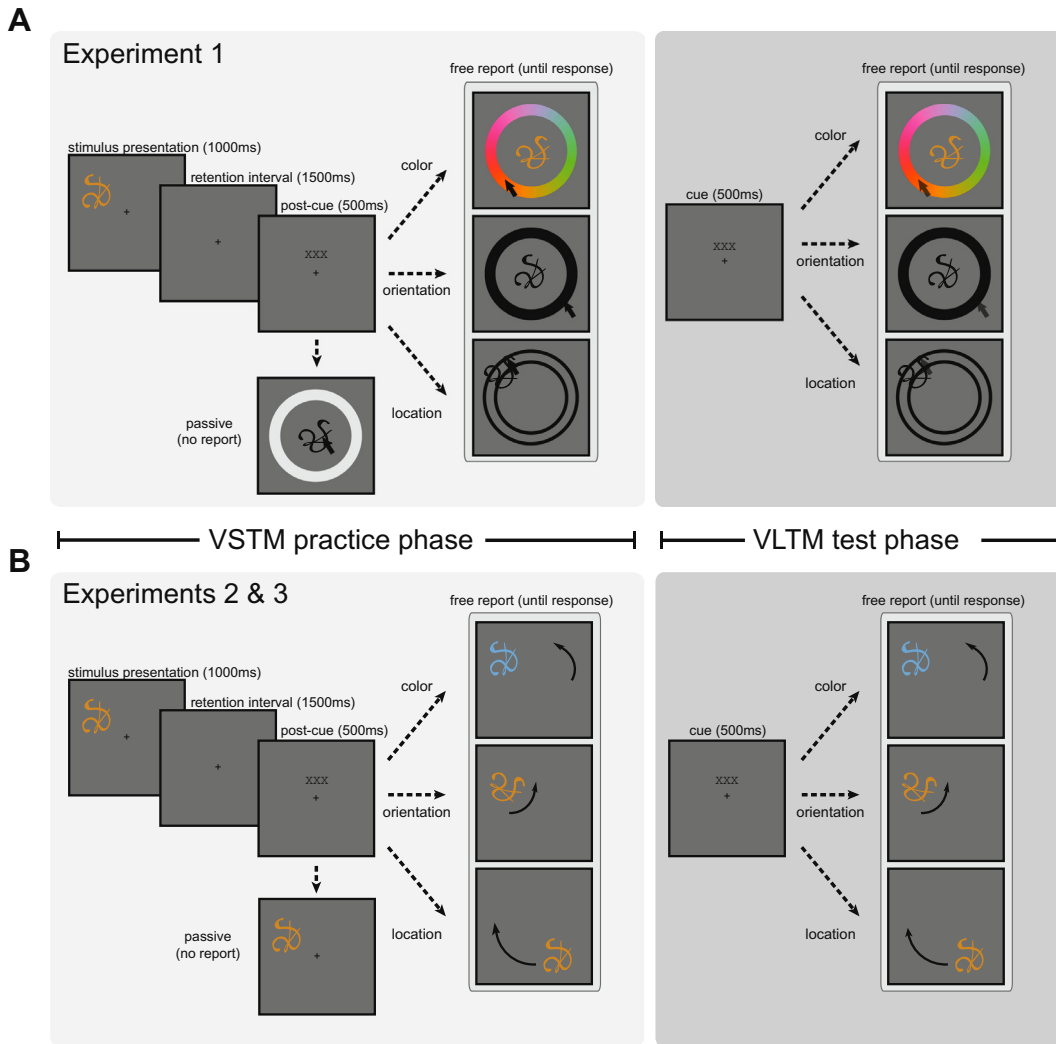 A
Experiment 1
free report (until response)
stimulus presentation (1000ms)
retention interval (1500ms)
post-cue (500ms)
+
+
XXX
+
color
orientation
location
passive
(no report)
free report (until response)
cue (500ms)
XXX
+
color
orientation
location
VSTM practice phase
VLTM test phase
B
Experiments 2 & 3
free report (until response)
stimulus presentation (1000ms)
retention interval (1500ms)
post-cue (500ms)
+
+
XXX
+
color
orientation
location
passive
(no report)
+
free report (until response)
cue (500ms)
XXX
+
color
orientation
location